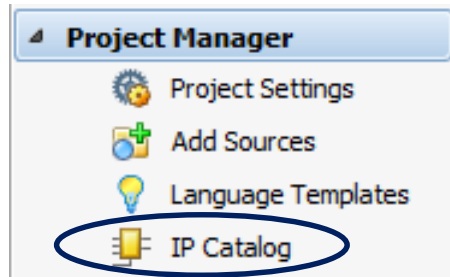 Project Manager
Project Settings
Add Sources
Language Templates
IP Catalog